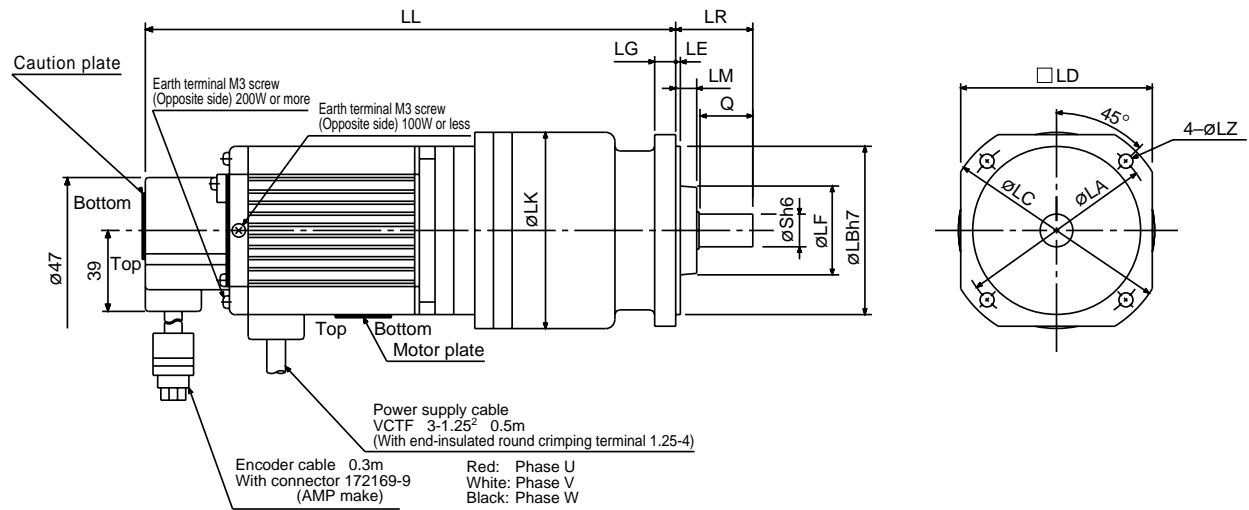 LL
LR
LG
LE
LM
Q
□LD
45°
4–øLZ
Caution plate
Earth terminal M3 screw
(Opposite side) 200W or more
Earth terminal M3 screw
(Opposite side) 100W or less
Bottom
Top
ø47
39
øLK
øSh6
øLF
øLBh7
øLC
øLA
Top
Bottom
Motor plate
Power supply cable
VCTF 3-1.25² 0.5m
(With end-insulated round crimping terminal 1.25-4)
Encoder cable 0.3m
With connector 172169-9
(AMP make)
Red: Phase U
White: Phase V
Black: Phase W